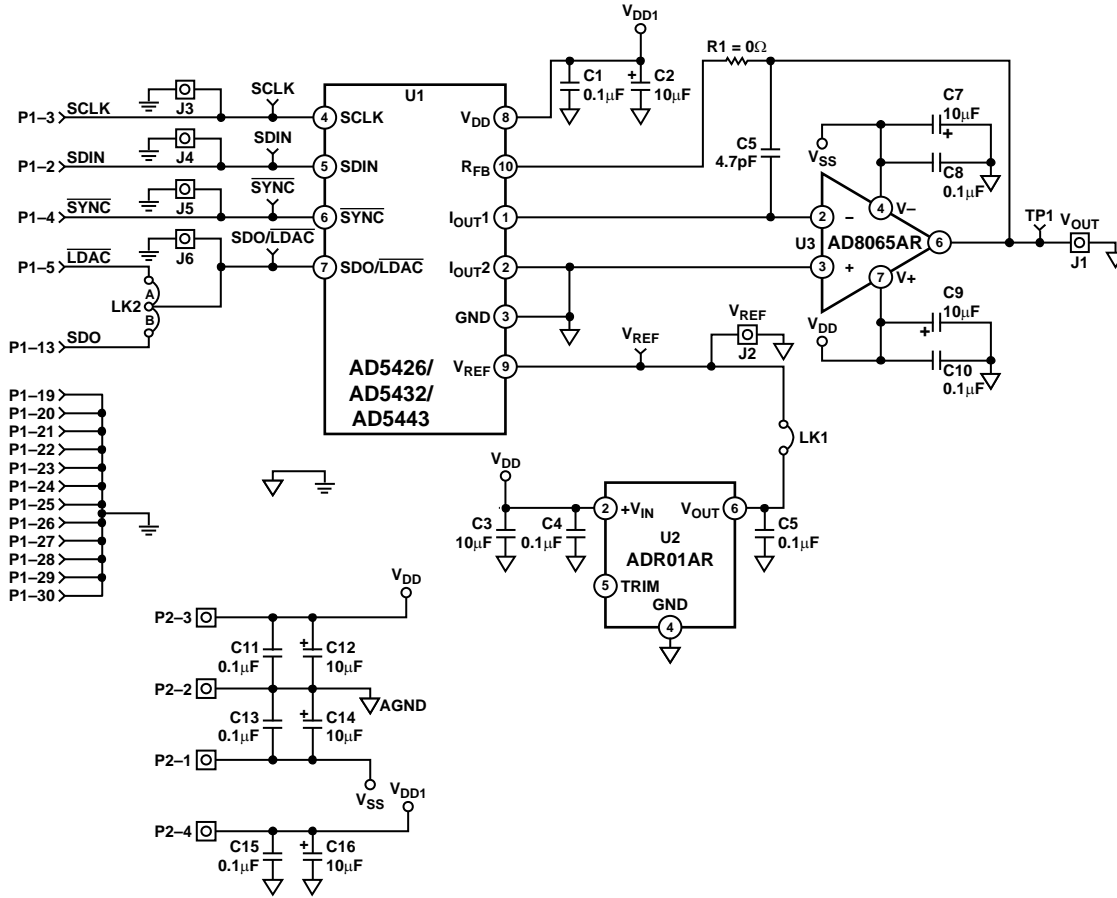 VDD1
R1 = 0Ω
C1
0.1µF
+
C2
10µF
C7
10µF
+
VSS
C8
0.1µF
C5
4.7pF
J3
SCLK
P1–3
SCLK
J4
SDIN
P1–2
SDIN
J5
SYNC
P1–4
SYNC
J6
SDO/LDAC
P1–5
LDAC
A
LK2
B
P1–13
SDO
U1
4
SCLK
5
SDIN
6
SYNC
7
SDO/LDAC
VDD
8
RFB
10
IOUT1
1
IOUT2
2
GND
3
VREF
9
AD5426/
AD5432/
AD5443
2
–
4
V–
U3
AD8065AR
6
3
+
7
V+
TP1
VOUT
J1
VDD
C9
10µF
+
C10
0.1µF
VREF
VREF
J2
LK1
P1–19
P1–20
P1–21
P1–22
P1–23
P1–24
P1–25
P1–26
P1–27
P1–28
P1–29
P1–30
VDD
C3
10µF
C4
0.1µF
2
+VIN
VOUT
6
U2
ADR01AR
5
TRIM
GND
4
C5
0.1µF
VDD
P2–3
C11
0.1µF
+
C12
10µF
P2–2
AGND
C13
0.1µF
+
C14
10µF
P2–1
VSS
VDD1
P2–4
C15
0.1µF
+
C16
10µF